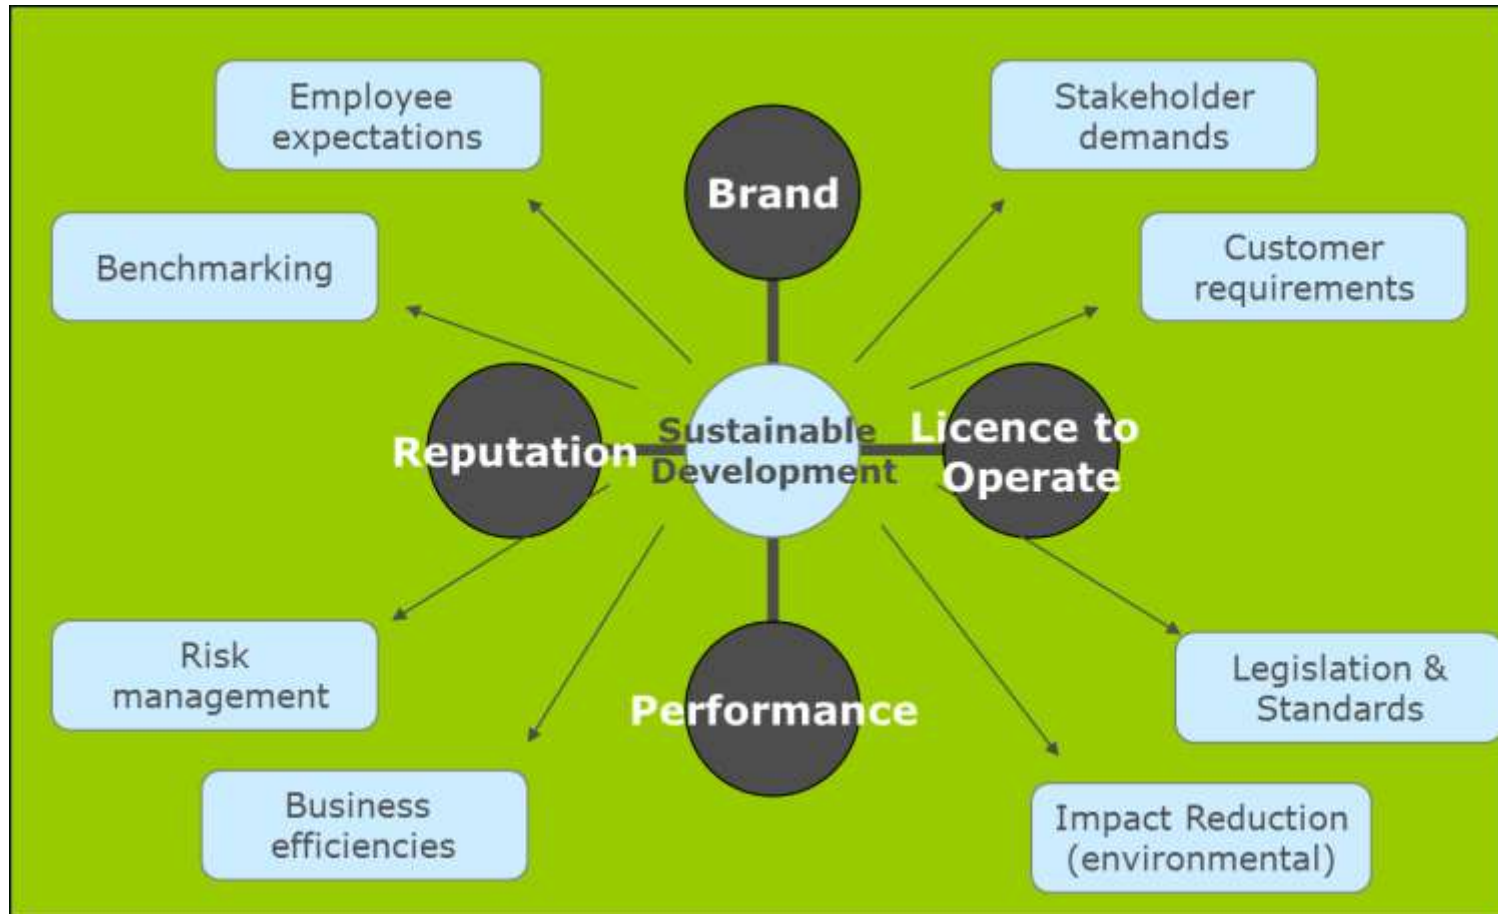 Employee
expectations
Stakeholder
demands
Brand
Benchmarking
Customer
requirements
Reputation
Sustainable
Development
Licence to
Operate
Risk
management
Performance
Legislation &
Standards
Business
efficiencies
Impact Reduction
(environmental)